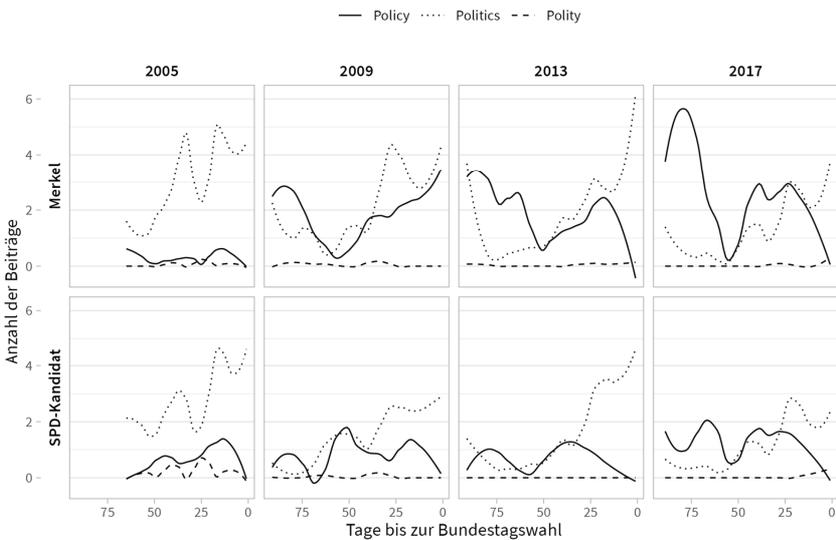 Policy Politics Polity
2005 2009 2013 2017
Anzahl der Beiträge
Merkel
6
4
2
0
SPD-Kandidat
6
4
2
0
75 50 25 0 75 50 25 0 75 50 25 0 75 50 25 0
Tage bis zur Bundestagswahl